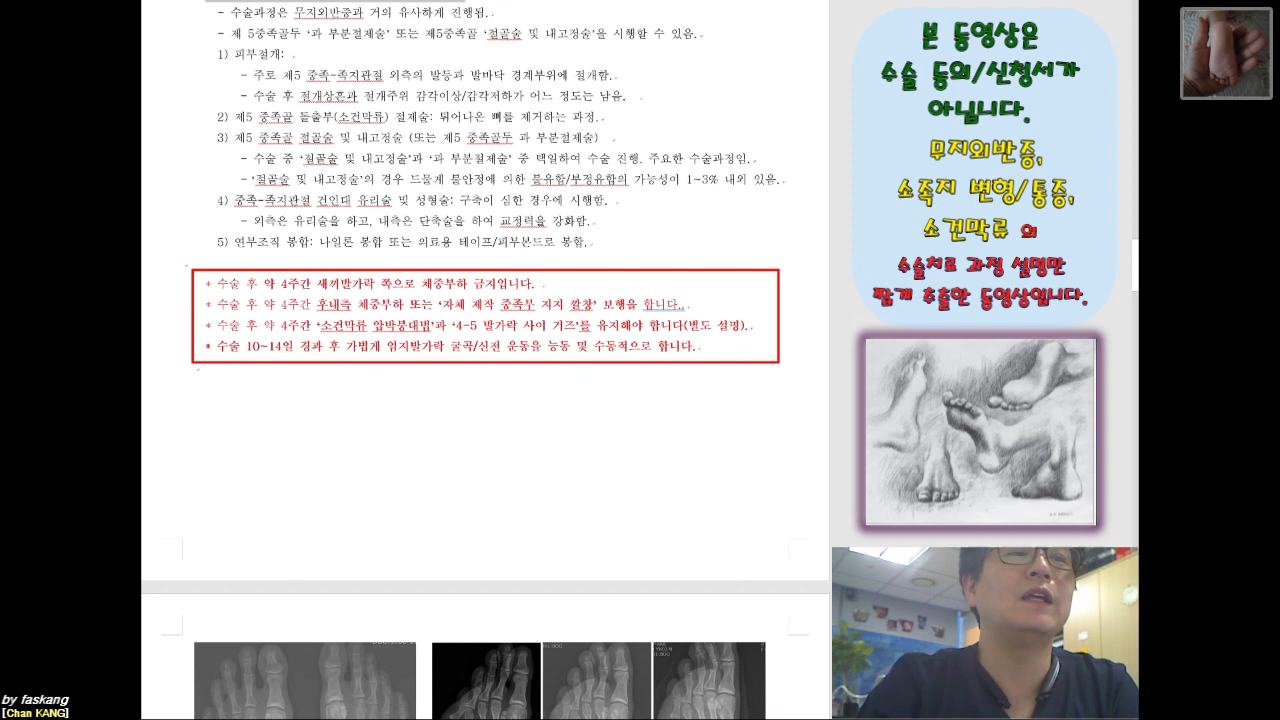 - 수술과정은 무지외반증과 거의 유사하게 진행됨.
- 제 5중족골두 ‘과 부분절제술’ 또는 제5중족골 ‘절골술 및 내고정술’을 시행할 수 있음.
1) 피부절개:
- 주로 제5 중족-족지관절 외측의 발등과 발바닥 경계부위에 절개함.
- 수술 후 절개상흔과 절개주위 감각이상/감각저하가 어느 정도는 남음.
2) 제5 중족골 돌출부(소건막류) 절제술: 튀어나온 뼈를 제거하는 과정.
3) 제5 중족골 절골술 및 내고정술 (또는 제5 중족골두 과 부분절제술)
- 수술 중 ‘절골술 및 내고정술’과 ‘과 부분절제술’ 중 택일하여 수술 진행. 주요한 수술과정임.
- ‘절골술 및 내고정술’의 경우 드물게 불안정에 의한 불유합/부정유합의 가능성이 1~3% 내외 있음.
4) 중족-족지관절 건인대 유리술 및 성형술: 구축이 심한 경우에 시행함.
- 외측은 유리술을 하고, 내측은 단축술을 하여 교정력을 강화함.
5) 연부조직 봉합: 나일론 봉합 또는 의료용 테이프/피부본드로 봉합.
* 수술 후 약 4주간 새끼발가락 쪽으로 체중부하 금지입니다.
* 수술 후 약 4주간 후내측 체중부하 또는 ‘자체 제작 중족부 지지 깔창’ 보행을 합니다..
* 수술 후 약 4주간 ‘소건막류 압박붕대법’과 ‘4-5 발가락 사이 기즈’를 유지해야 합니다(별도 설명).
* 수술 10~14일 경과 후 가볍게 엄지발가락 굴곡/신전 운동을 능동 및 수동적으로 합니다.
본 동영상은
수술 동의/신청서가
아닙니다.
무지외반증,
소족지 변형/통증,
소건막류 의
수술치료 과정 설명만
짧게 추출한 동영상입니다.
by faskang
[Chan KANG]